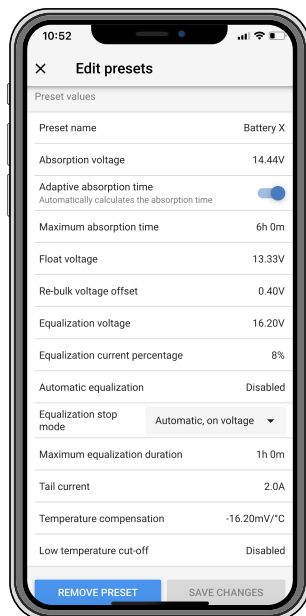 10:52
× Edit presets
Preset values
Preset name Battery X
Absorption voltage 14.44V
Adaptive absorption time
Automatically calculates the absorption time
Maximum absorption time 6h 0m
Float voltage 13.33V
Re-bulk voltage offset 0.40V
Equalization voltage 16.20V
Equalization current percentage 8%
Automatic equalization Disabled
Equalization stop
mode Automatic, on voltage
Maximum equalization duration 1h 0m
Tail current 2.0A
Temperature compensation -16.20mV/°C
Low temperature cut-off Disabled
REMOVE PRESET SAVE CHANGES